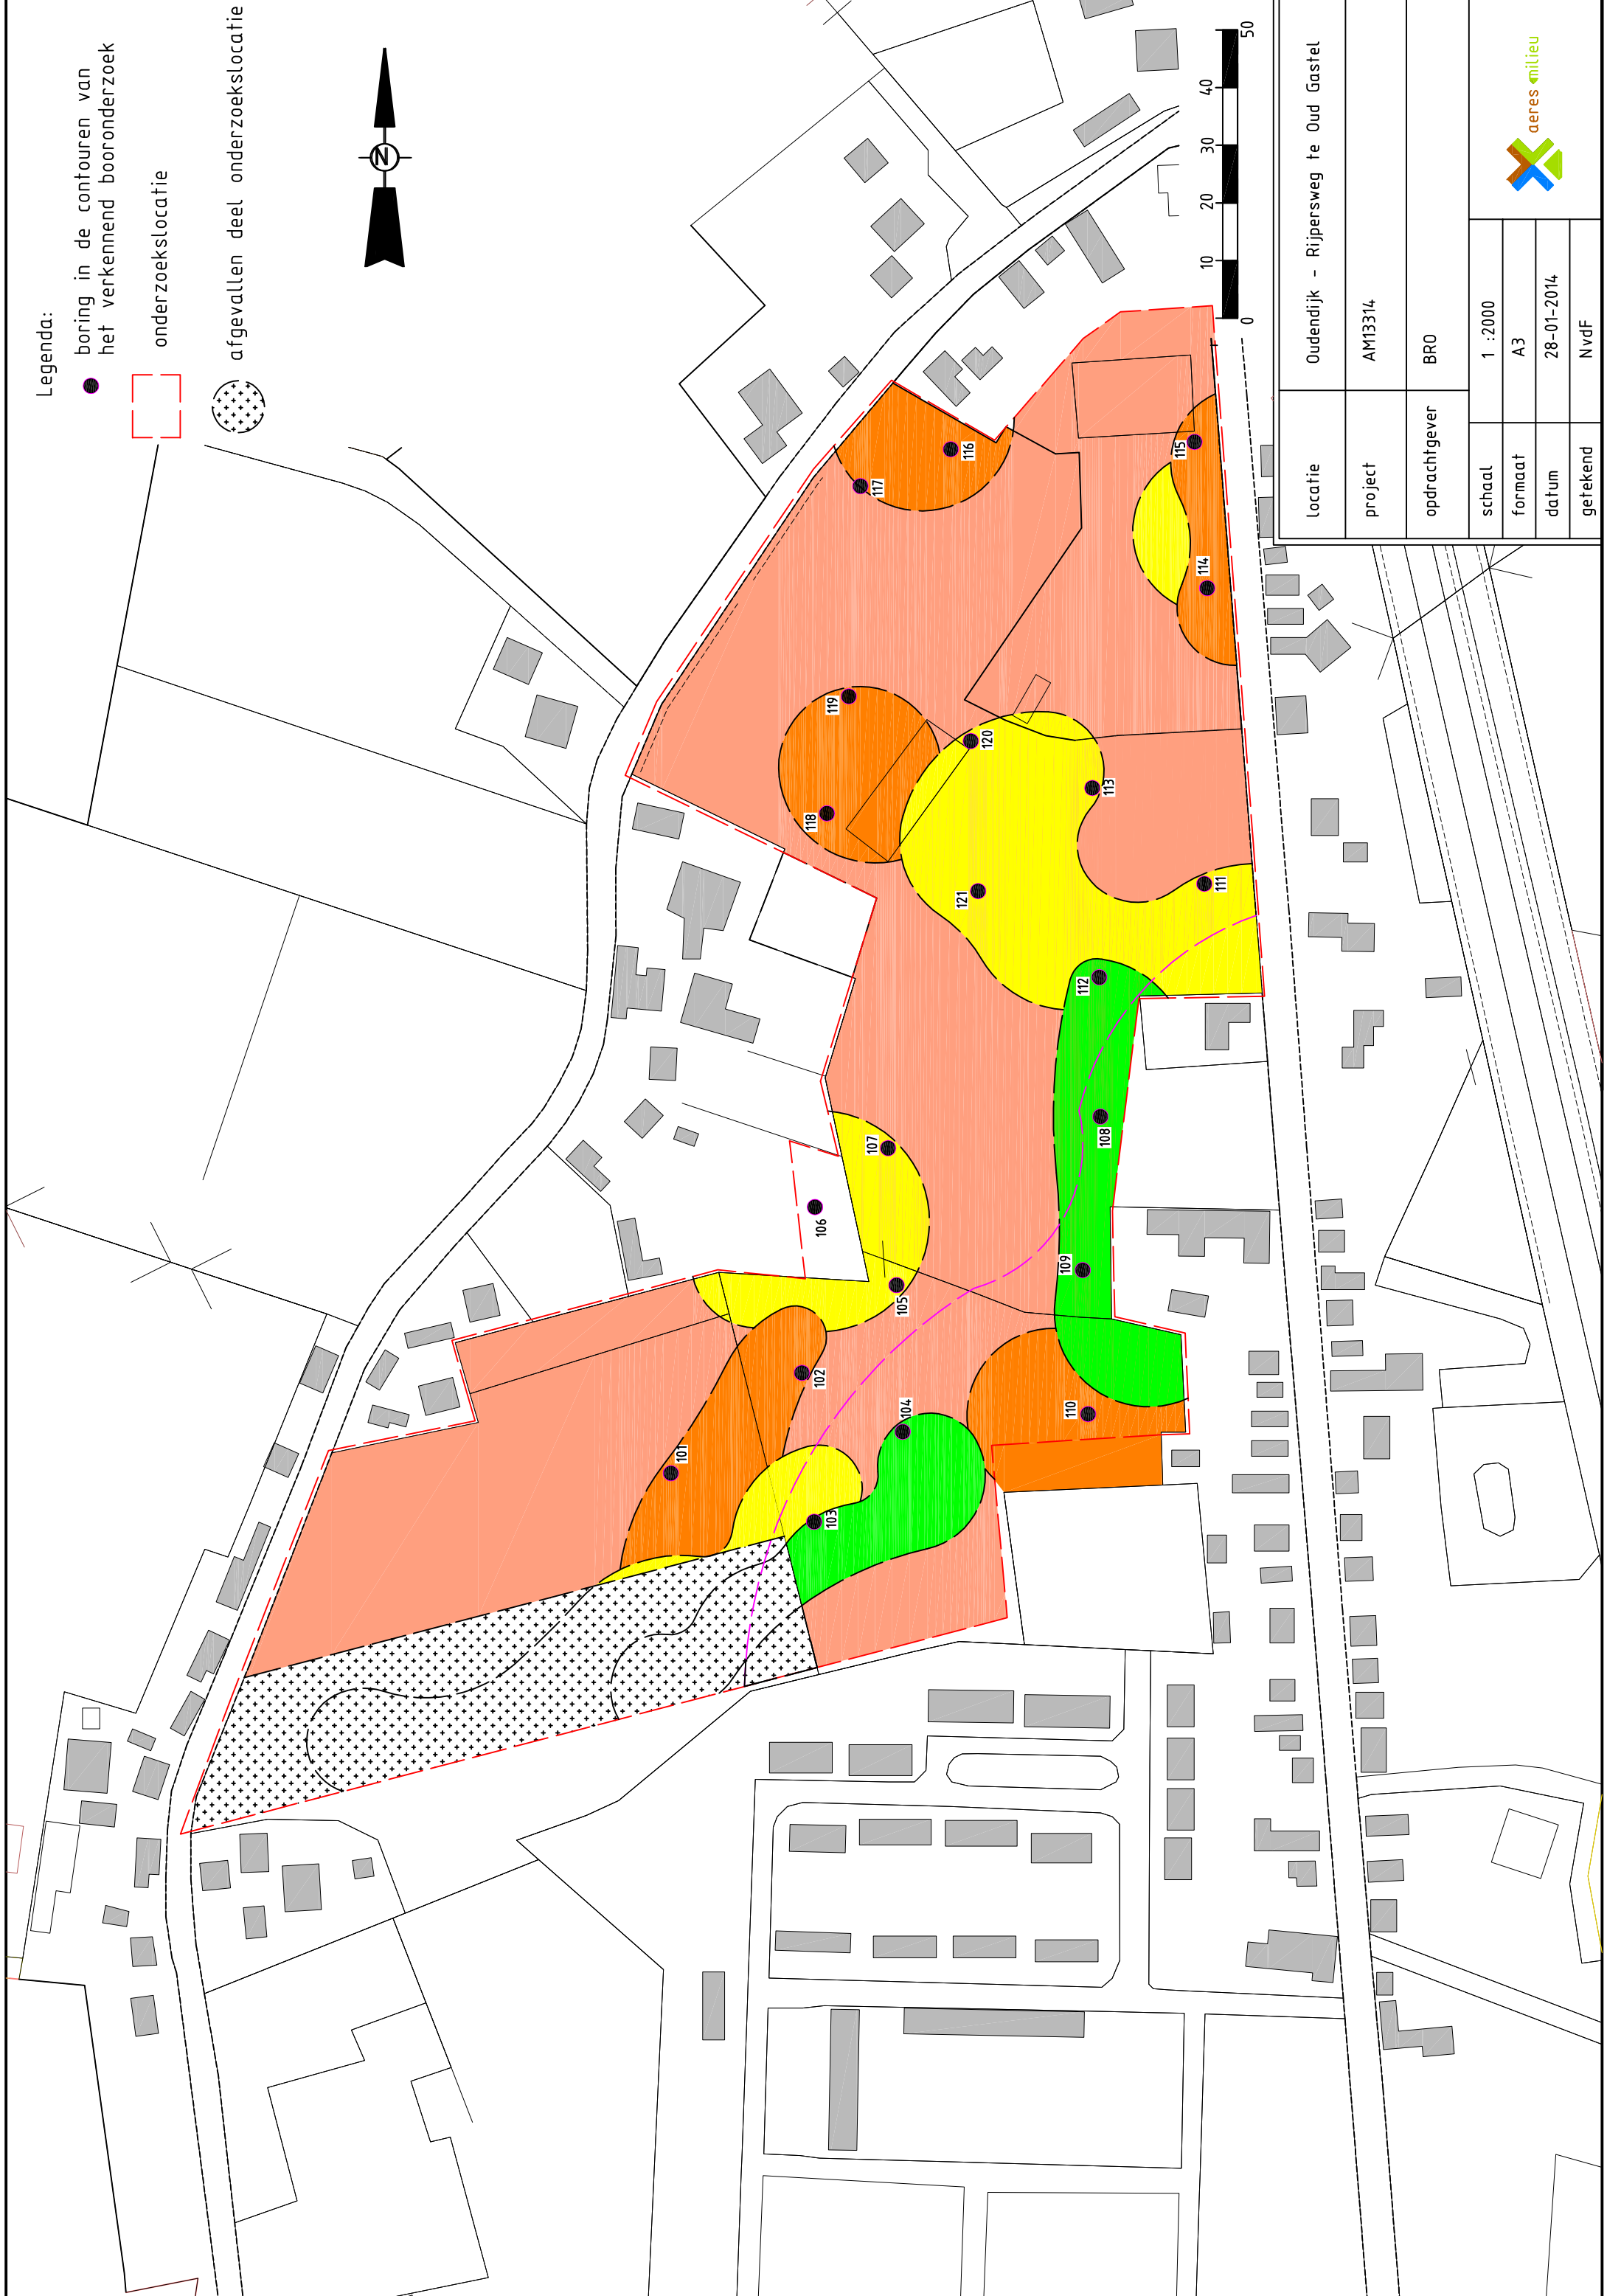 Legenda:
boring in de contouren van
het verkennend booronderzoek
onderzoekslocatie
afgevallen deel onderzoekslocatie
N
117
116
115
114
119
118
120
113
121
111
112
107
106
108
105
109
102
104
110
101
103
0
10
20
30
40
50
locatie
Oudendijk - Rijpersweg te Oud Gastel
project
AM13314
opdrachtgever
BRO
schaal
1 :2000
formaat
A3
datum
28-01-2014
getekend
NvdF
aeres milieu